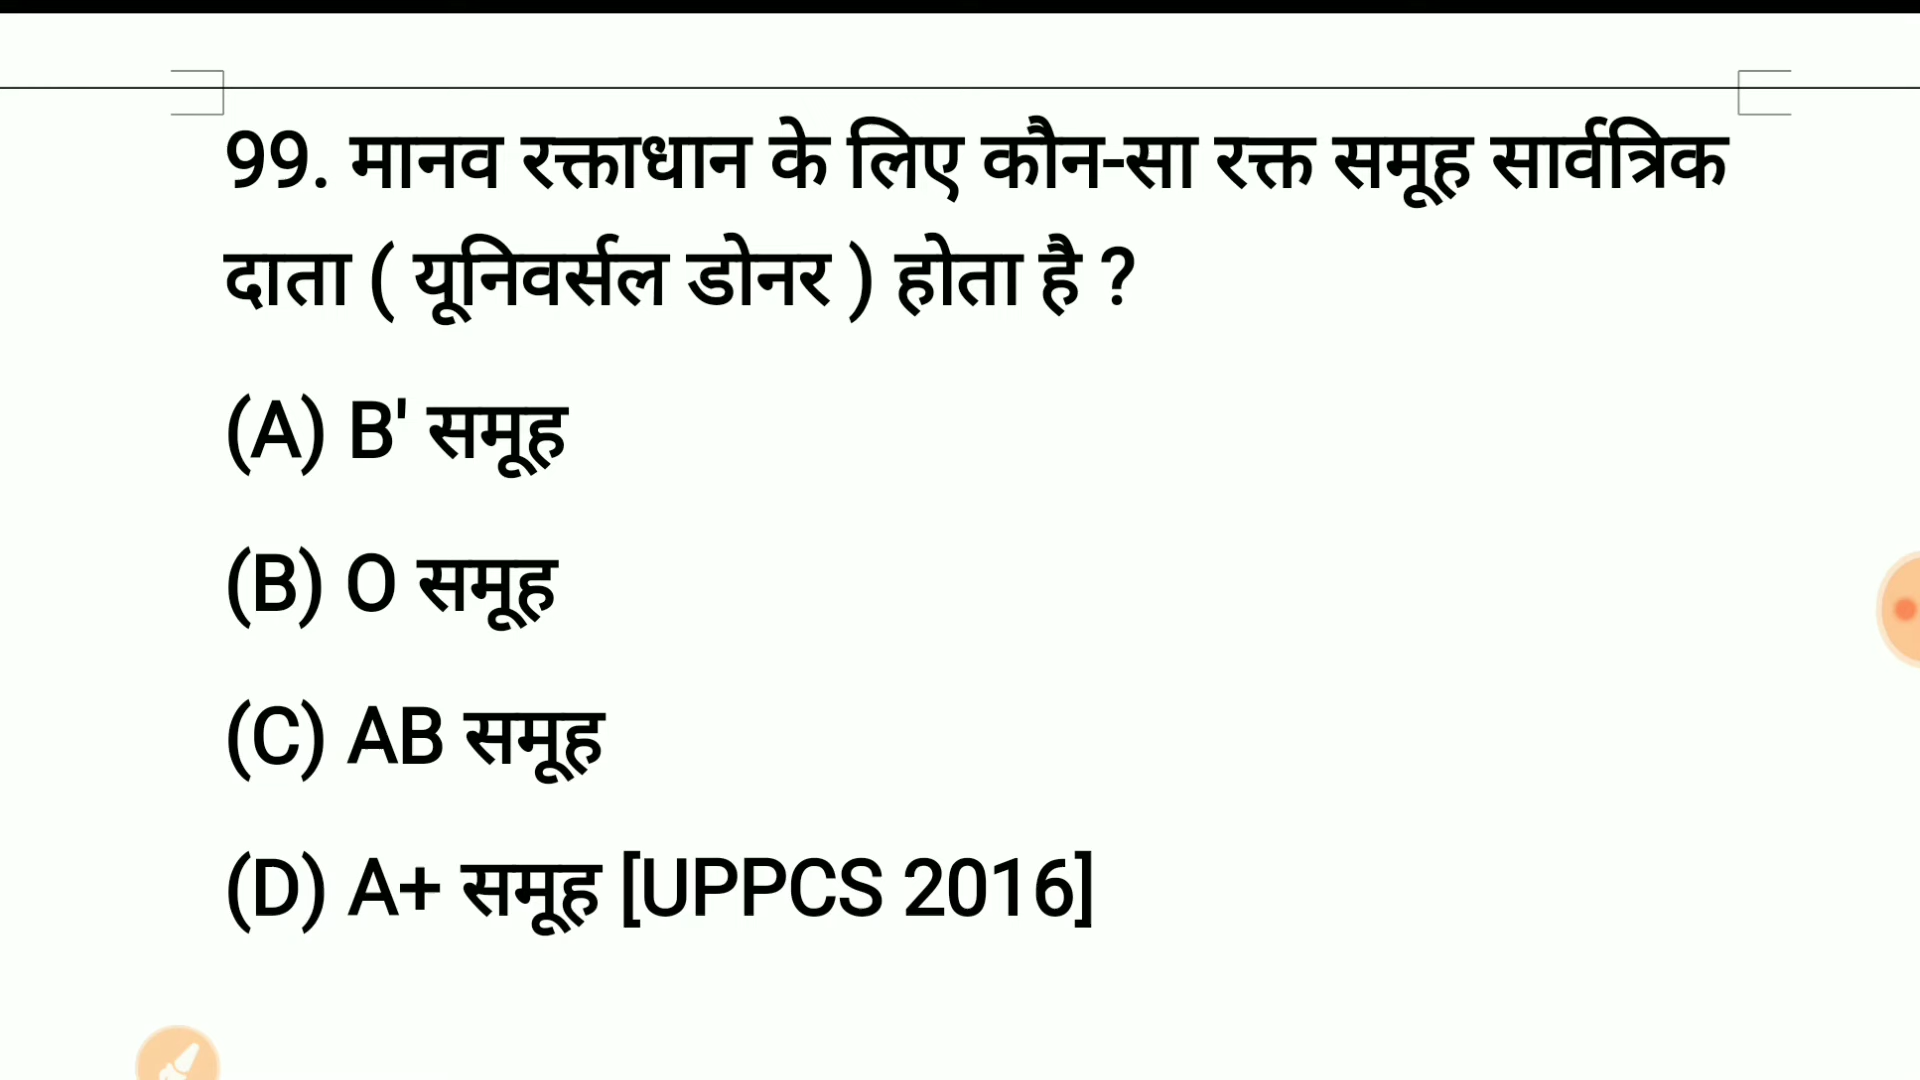 99. मानव रक्ताधान के लिए कौन-सा रक्त समूह सार्वत्रिक
दाता ( यूनिवर्सल डोनर ) होता है ?
(A) B' समूह
(B) O समूह
(C) AB समूह
(D) A+ समूह [UPPCS 2016]